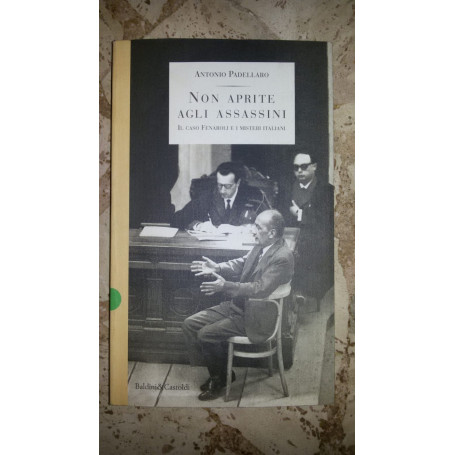 Antonio Padellaro
Non aprite
agli assassini
Il caso Fenaroli e i misteri italiani
Baldini&Castoldi